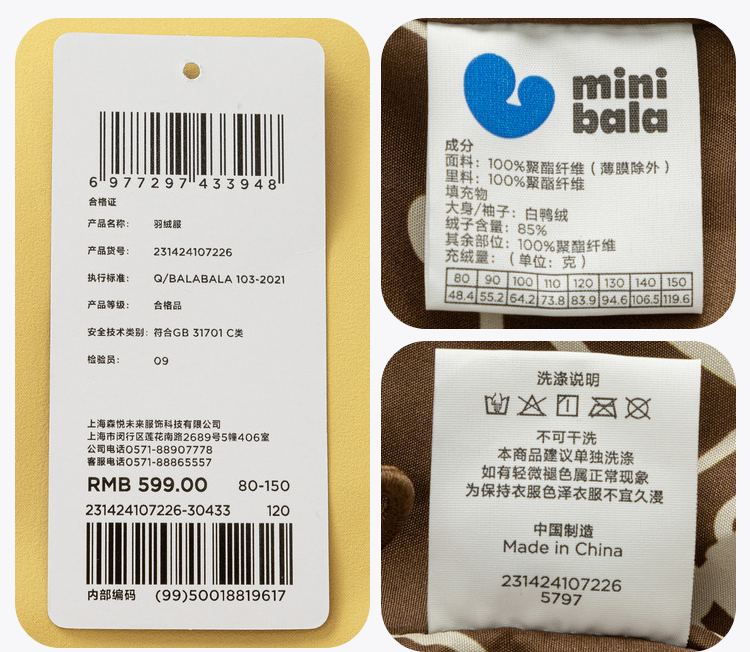 6 977297 433948
合格证
产品名称： 羽绒服
产品货号： 231424107226
执行标准： Q/BALABALA 103-2021
产品等级： 合格品
安全技术类别： 符合GB 31701 C类
检验员： 09
上海森悦未来服饰科技有限公司
上海市闵行区莲花南路2689号5幢406室
公司电话0571-88907778
客服电话0571-88865557
RMB 599.00 80-150
231424107226-30433 120
内部编码 (99)50018819617
mini
bala
成分
面料：100%聚酯纤维（薄膜除外）
里料：100%聚酯纤维
填充物
大身/袖子：白鸭绒
绒子含量：85%
其余部位：100%聚酯纤维
充绒量：（单位：克）
80 90 100 110 120 130 140 150
48.4 55.2 64.2 73.8 83.9 94.6 106.5 119.6
洗涤说明
不可干洗
本商品建议单独洗涤
如有轻微褪色属正常现象
为保持衣服色泽衣服不宜久浸
中国制造
Made in China
231424107226
5797